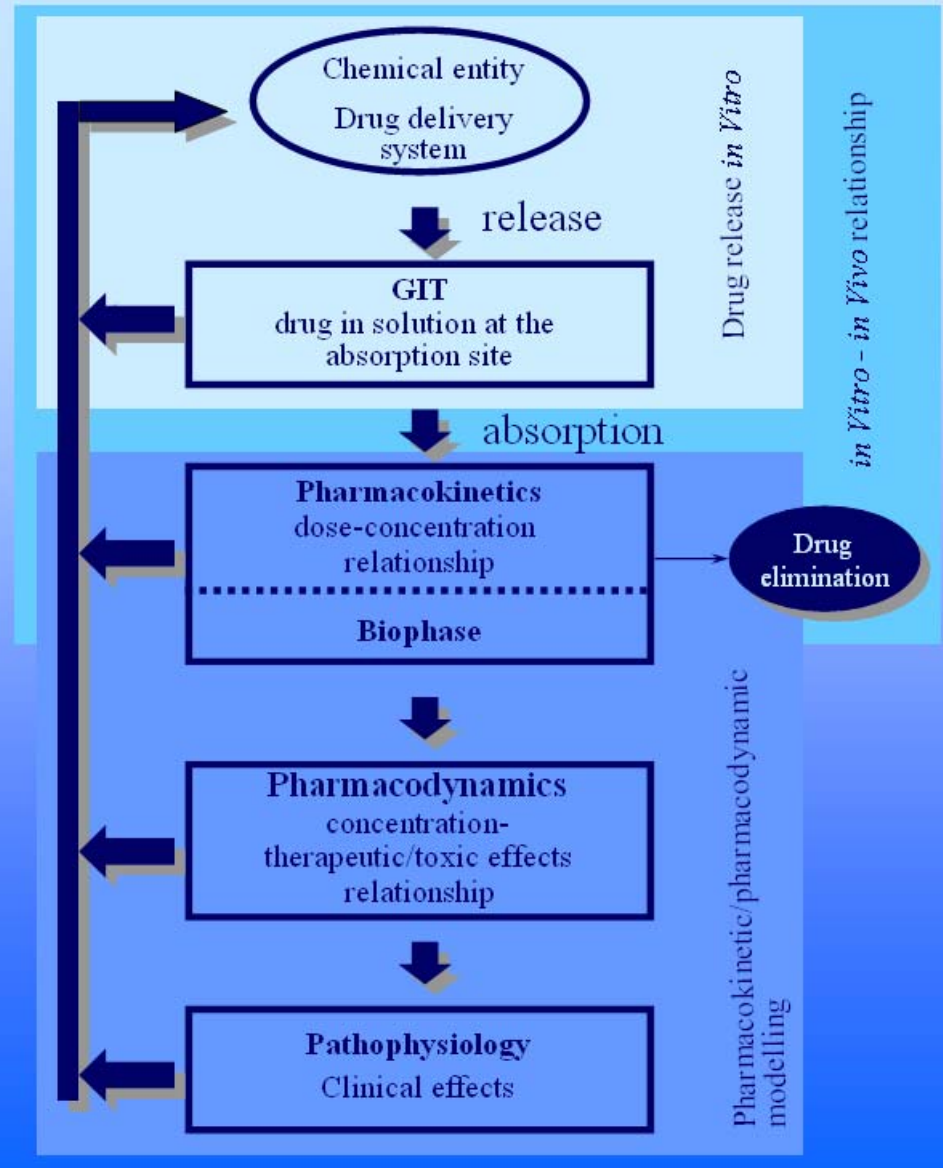 Chemical entity
Drug delivery
system
release
GIT
drug in solution at the
absorption site
Drug release in Vitro
absorption
in Vitro - in Vivo relationship
Pharmacokinetics
dose-concentration
relationship
Biophase
Drug
elimination
Pharmacodynamics
concentration-
therapeutic/toxic effects
relationship
Pathophysiology
Clinical effects
Pharmacokinetic/pharmacodynamic
modelling